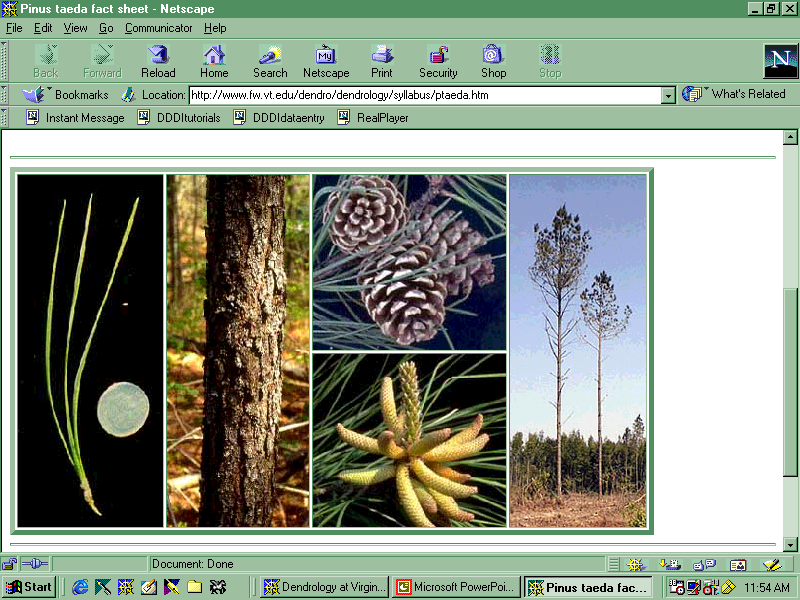 Pinus taeda fact sheet - Netscape
File Edit View Go Communicator Help
Back Forward Reload Home Search Netscape Print Security Shop Stop
My
N
Bookmarks Location: http://www.fw.vt.edu/dendro/dendrology/syllabus/ptaeda.htm What's Related
Instant Message DDDItutorials DDDIdataentry RealPlayer
Document: Done
Start Dendrology at Virgin... Microsoft PowerPoi... Pinus taeda fac... 11:54 AM